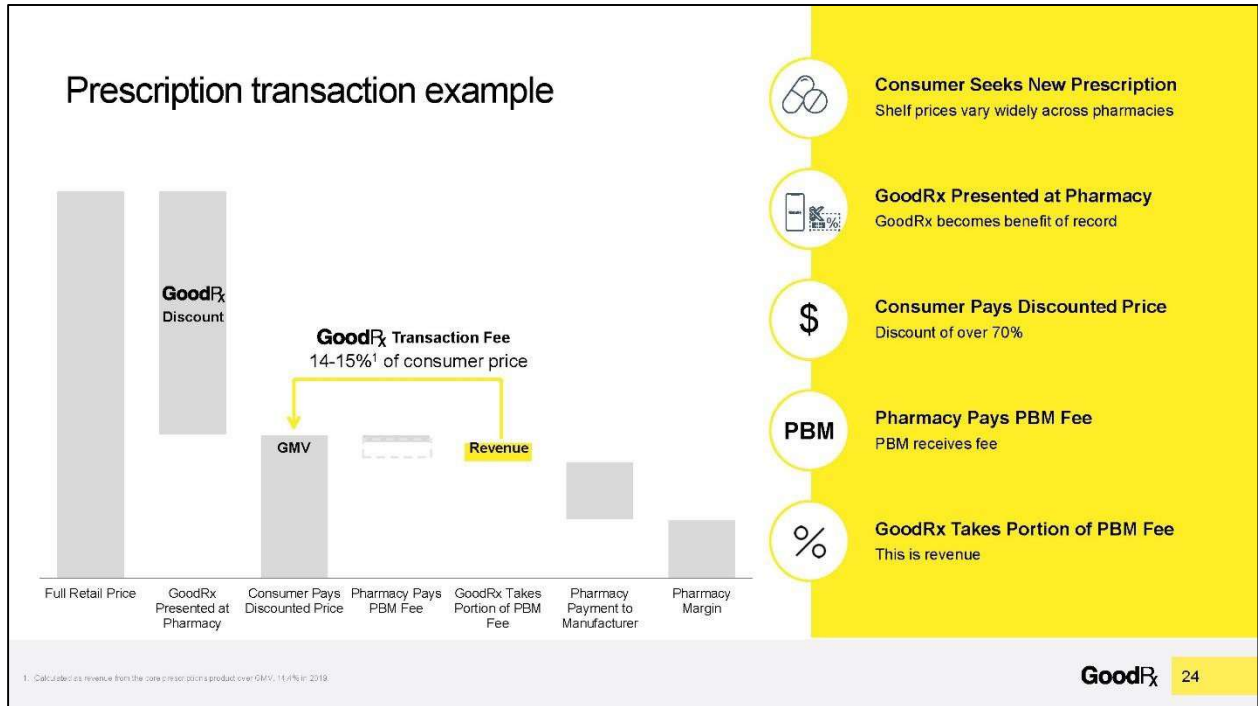 Prescription transaction example
GoodRx
Discount
GoodRx Transaction Fee
14-15%¹ of consumer price
GMV
Revenue
Full Retail Price
GoodRx
Presented at
Pharmacy
Consumer Pays
Discounted Price
Pharmacy Pays
PBM Fee
GoodRx Takes
Portion of PBM
Fee
Pharmacy
Payment to
Manufacturer
Pharmacy
Margin
Consumer Seeks New Prescription
Shelf prices vary widely across pharmacies
%
GoodRx Presented at Pharmacy
GoodRx becomes benefit of record
$
Consumer Pays Discounted Price
Discount of over 70%
PBM
Pharmacy Pays PBM Fee
PBM receives fee
%
GoodRx Takes Portion of PBM Fee
This is revenue
1. Calculated as revenue from the core prescriptions product over GMV. 14.4% in 2019.
GoodRx
24